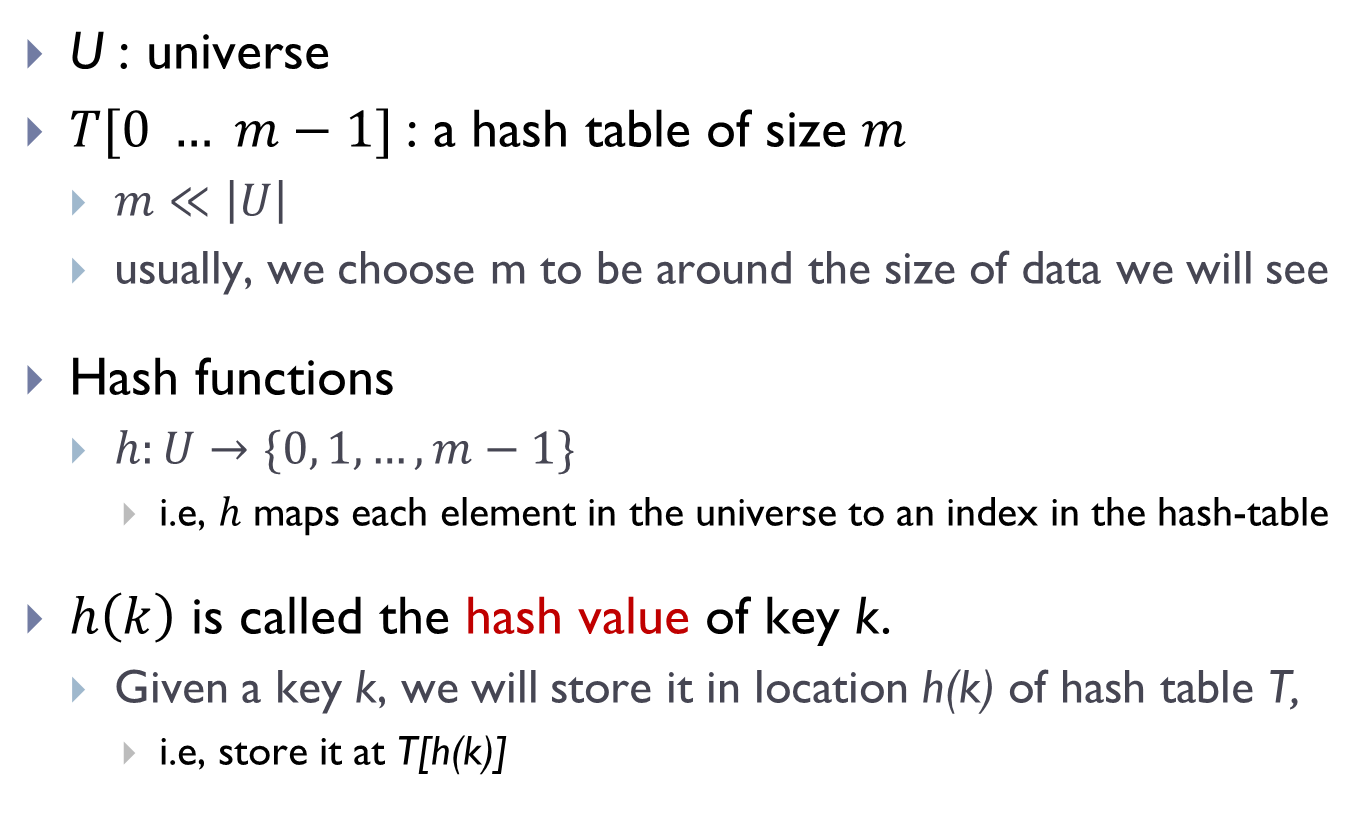 U : universe
T[0 … m − 1] : a hash table of size m
m ≪ |U|
usually, we choose m to be around the size of data we will see
Hash functions
h: U → {0, 1, … , m − 1}
i.e, h maps each element in the universe to an index in the hash-table
h(k) is called the hash value of key k.
Given a key k, we will store it in location h(k) of hash table T,
i.e, store it at T[h(k)]